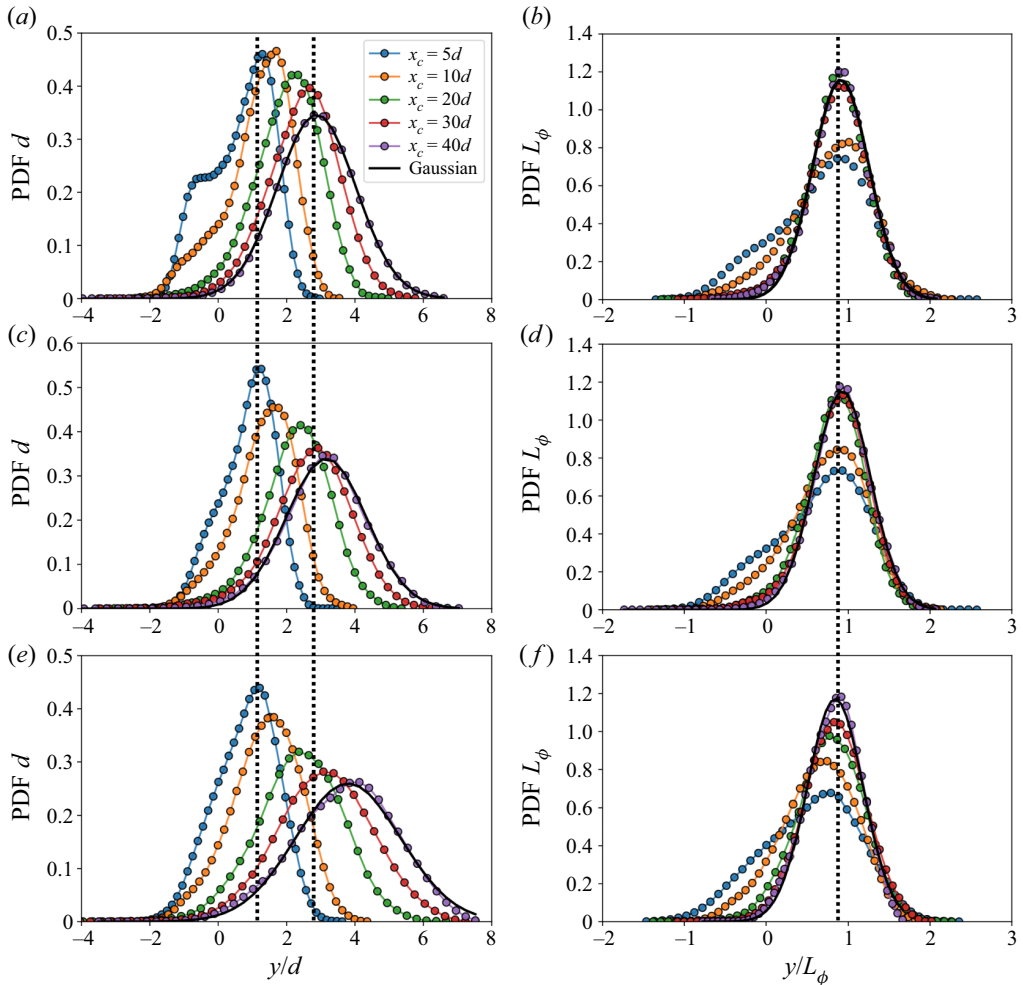 (a)
0.5
0.4
0.3
0.2
0.1
0
PDF d
x_c = 5d
x_c = 10d
x_c = 20d
x_c = 30d
x_c = 40d
Gaussian
−4 −2 0 2 4 6 8
(b)
1.4
1.2
1.0
0.8
0.6
0.4
0.2
0
PDF L_ϕ
−2 −1 0 1 2 3
(c)
0.6
0.5
0.4
0.3
0.2
0.1
0
PDF d
−4 −2 0 2 4 6 8
(d)
1.4
1.2
1.0
0.8
0.6
0.4
0.2
0
PDF L_ϕ
−2 −1 0 1 2 3
(e)
0.5
0.4
0.3
0.2
0.1
0
PDF d
−4 −2 0 2 4 6 8
y/d
(f)
1.4
1.2
1.0
0.8
0.6
0.4
0.2
0
PDF L_ϕ
−2 −1 0 1 2 3
y/L_ϕ